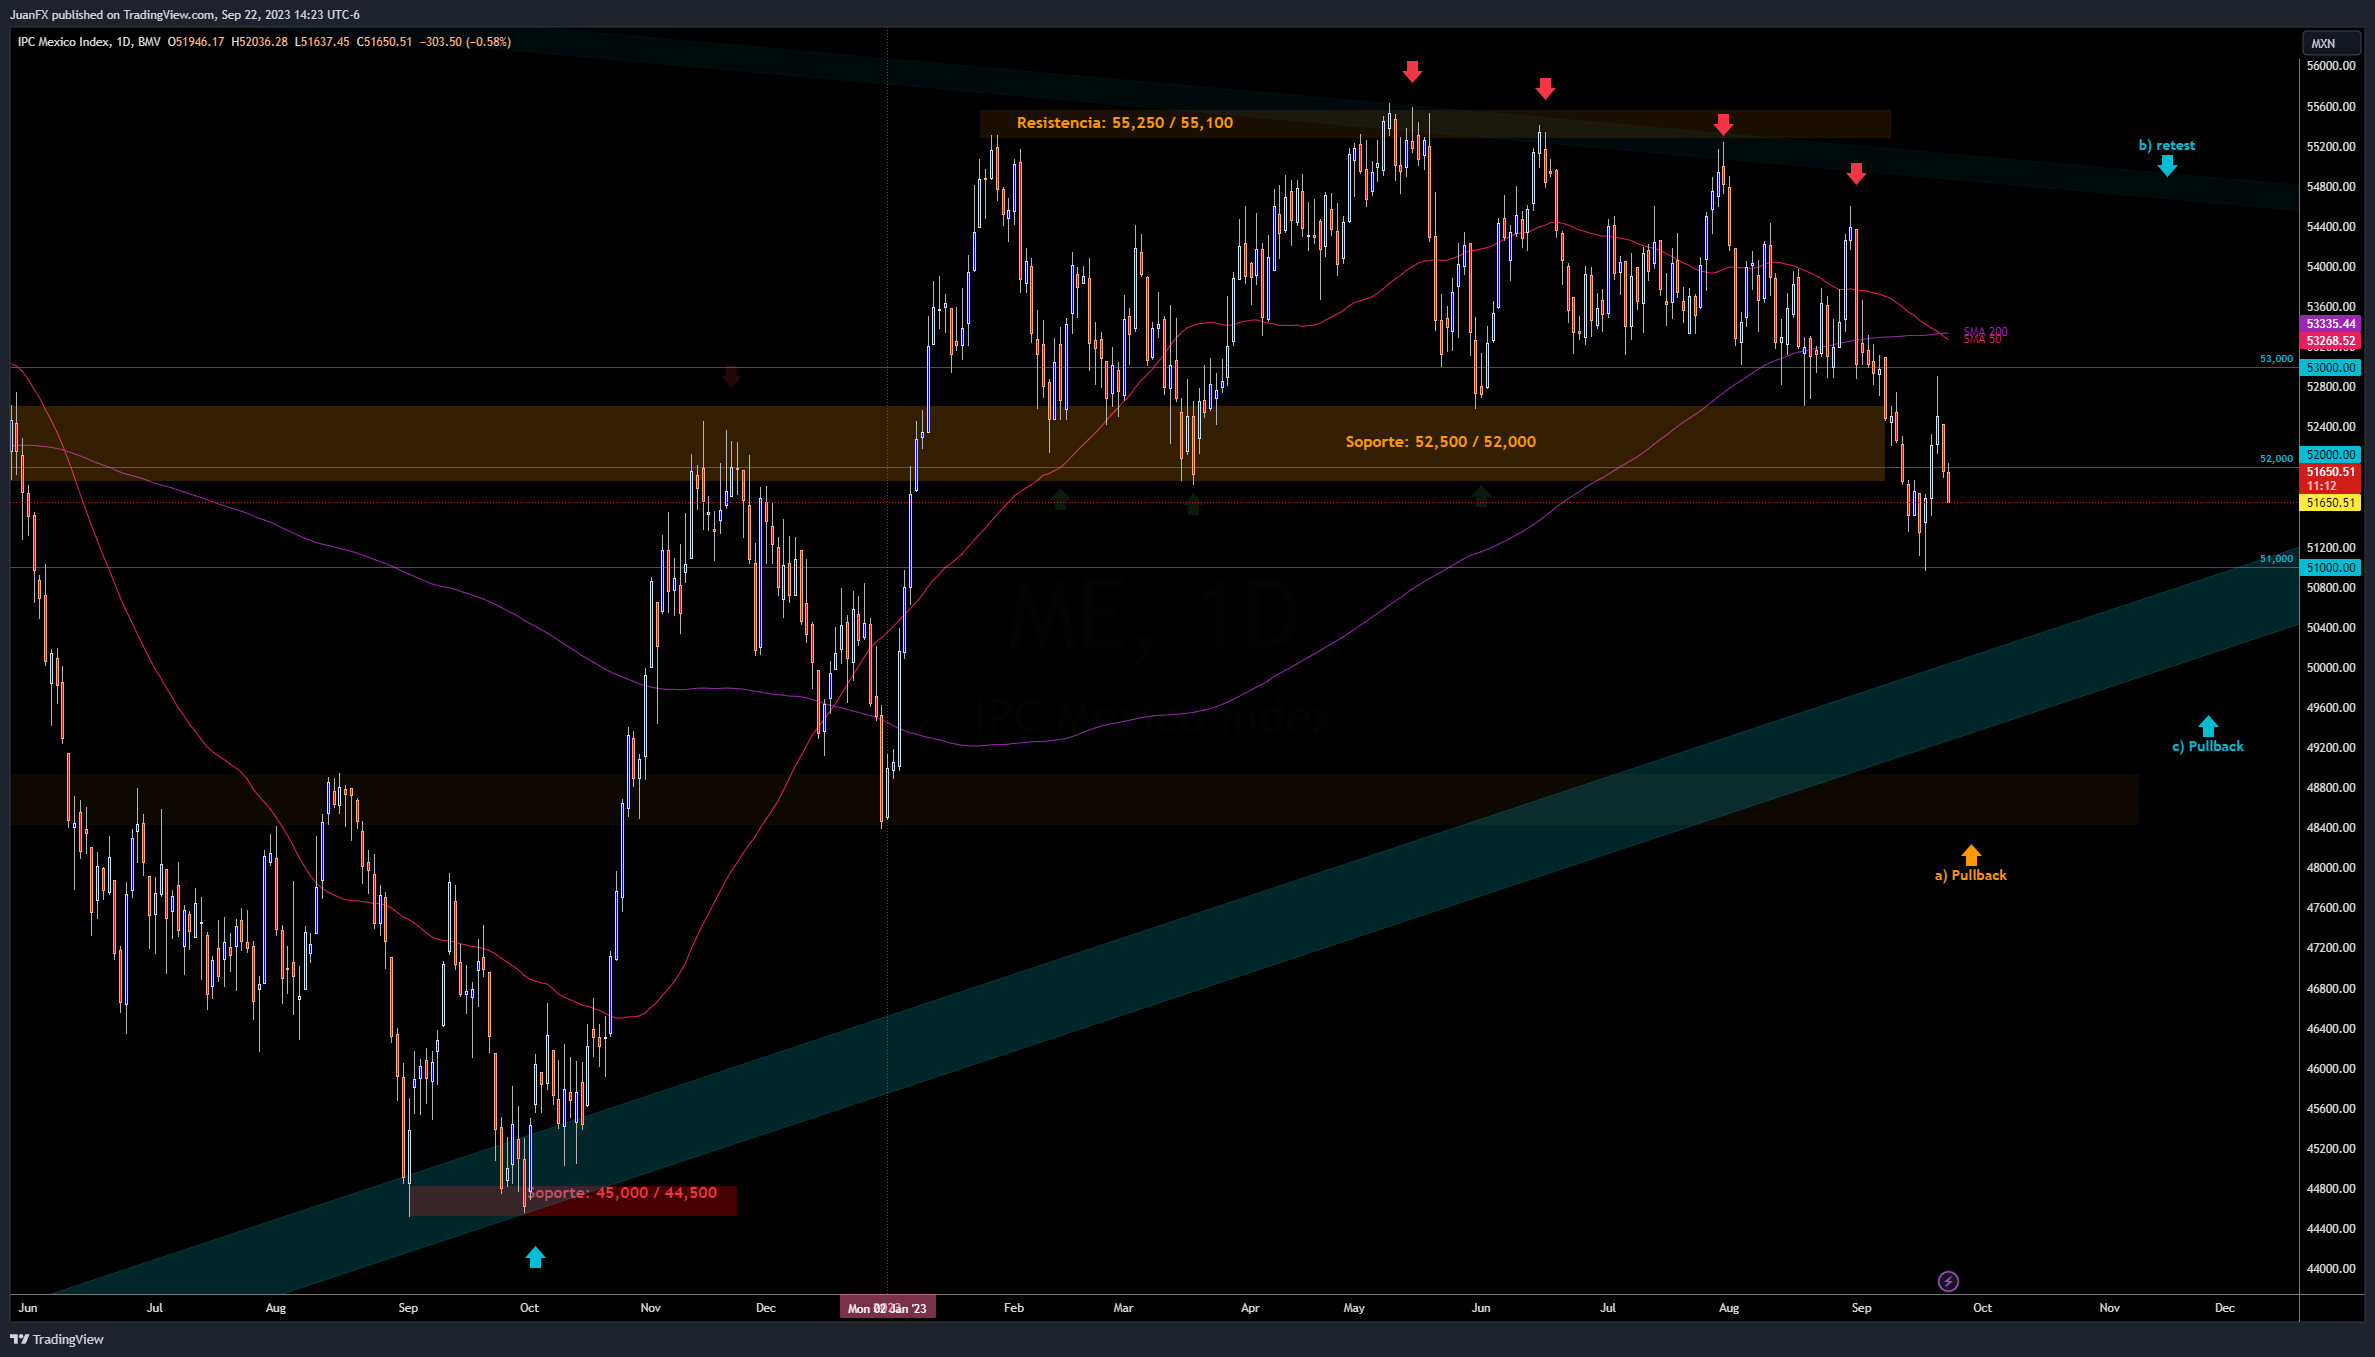 JuanFX published on TradingView.com, Sep 22, 2023 14:23 UTC-6
IPC Mexico Index, 1D, BMV O51946.17 H52036.28 L51637.45 C51650.51 −303.50 (−0.58%)
MXN
56000.00
55600.00
Resistencia: 55,250 / 55,100
b) retest
55200.00
54800.00
54400.00
54000.00
53600.00
53335.44
SMA 200
SMA 50
53268.52
53,000
53000.00
52800.00
52400.00
Soporte: 52,500 / 52,000
52,000
52000.00
51650.51
11:12
51650.51
51200.00
51,000
51000.00
50800.00
50400.00
ME, 1D
IPC Mexico Index
50000.00
49600.00
c) Pullback
49200.00
48800.00
48400.00
48000.00
a) Pullback
47600.00
47200.00
46800.00
46400.00
46000.00
45600.00
45200.00
Soporte: 45,000 / 44,500
44800.00
44400.00
44000.00
Jun Jul Aug Sep Oct Nov Dec Mon 02 Jan '23 Feb Mar Apr May Jun Jul Aug Sep Oct Nov Dec
TradingView